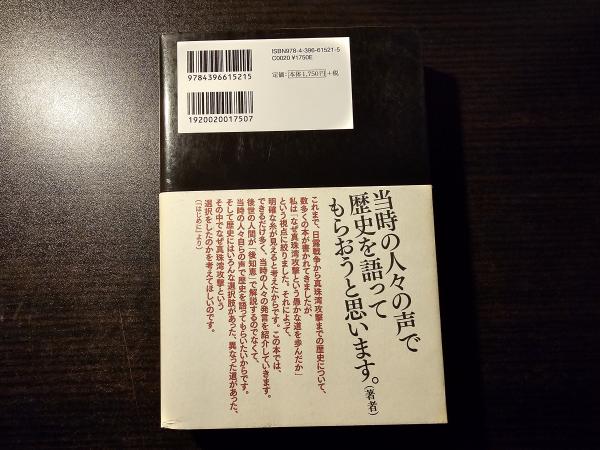 ISBN978-4-396-61521-5
C0020 ¥1750E
定価:[本体1,750円]+税
9784396615215
1920020017507
当時の人々の声で
歴史を語って
もらおうと思います。(著者)
これまで、日露戦争から真珠湾攻撃までの歴史について、
数多くの本が書かれてきましたが、
私は「なぜ真珠湾攻撃という愚かな道を歩んだか」
という視点に絞りました。それによって、
明確な糸が見えると考えたからです。この本では、
できるだけ多く、当時の人々の発言を紹介していきます。
後世の人間が「後知恵」で解説するのでなくて、
当時の人々自らの声で歴史を語ってもらいたいからです。
そして歴史にはいろんな選択肢があった、異なった道があった、
その中でなぜ真珠湾攻撃という
選択をしたのかを考えてほしいのです。
(「はじめに」より)